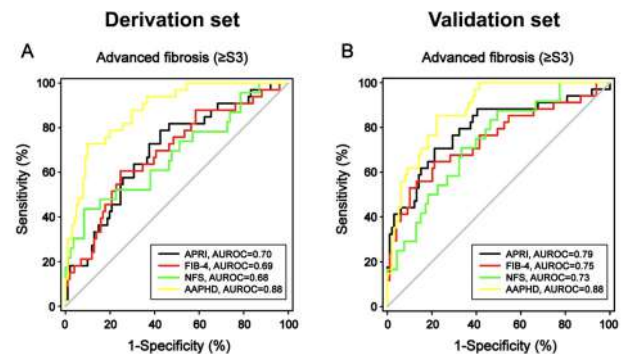 Derivation set
Validation set
A
Advanced fibrosis (≥S3)
Sensitivity (%)
100
80
60
40
20
0
0 20 40 60 80 100
1-Specificity (%)
APRI, AUROC=0.70
FIB-4, AUROC=0.69
NFS, AUROC=0.68
AAPHD, AUROC=0.88
B
Advanced fibrosis (≥S3)
Sensitivity (%)
100
80
60
40
20
0
0 20 40 60 80 100
1-Specificity (%)
APRI, AUROC=0.79
FIB-4, AUROC=0.75
NFS, AUROC=0.73
AAPHD, AUROC=0.88